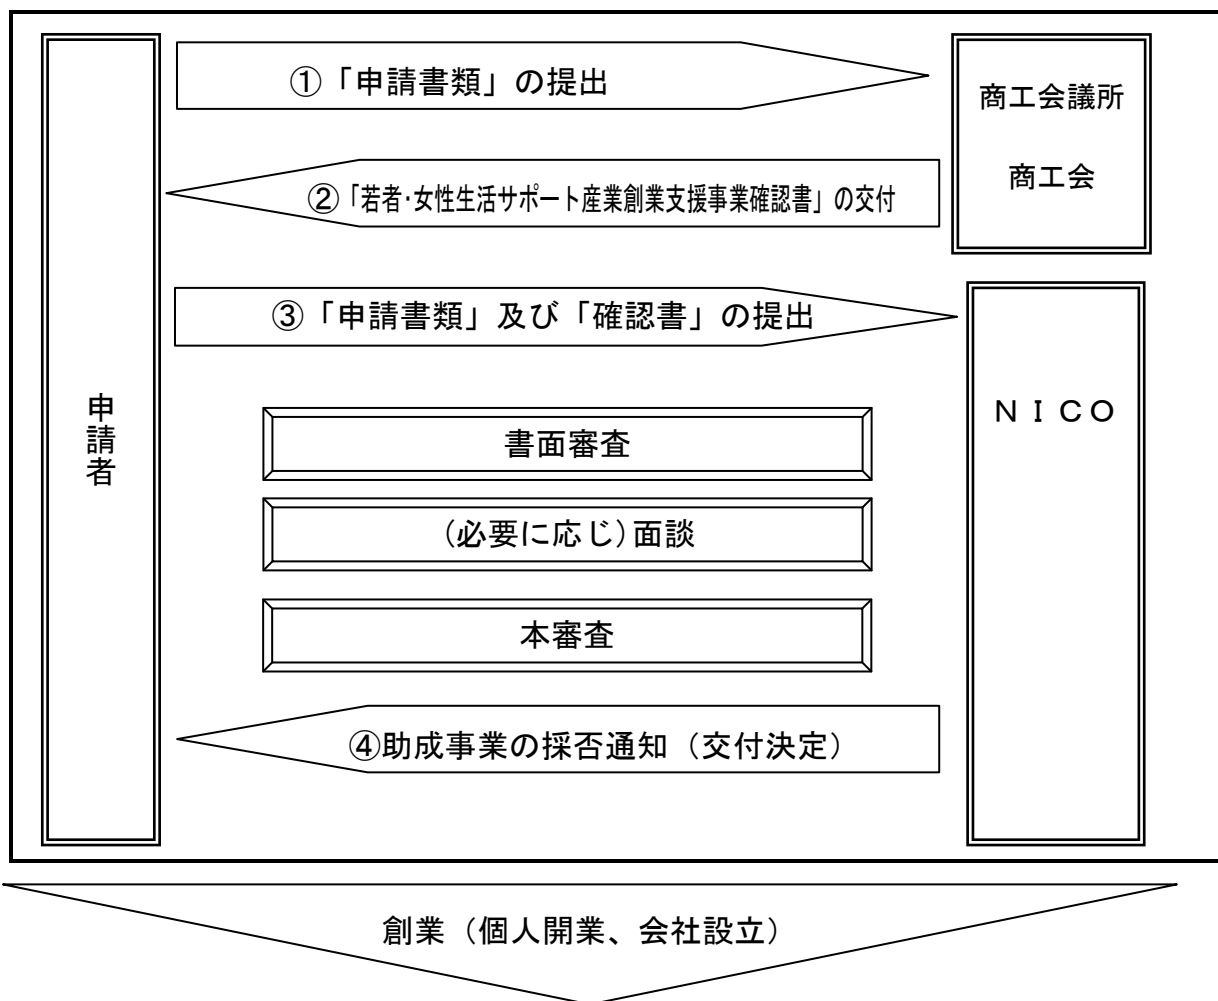 ①「申請書類」の提出
商工会議所
商工会
②「若者・女性生活サポート産業創業支援事業確認書」の交付
③「申請書類」及び「確認書」の提出
申請者
ＮＩＣＯ
書面審査
(必要に応じ)面談
本審査
④助成事業の採否通知（交付決定）
創業（個人開業、会社設立）